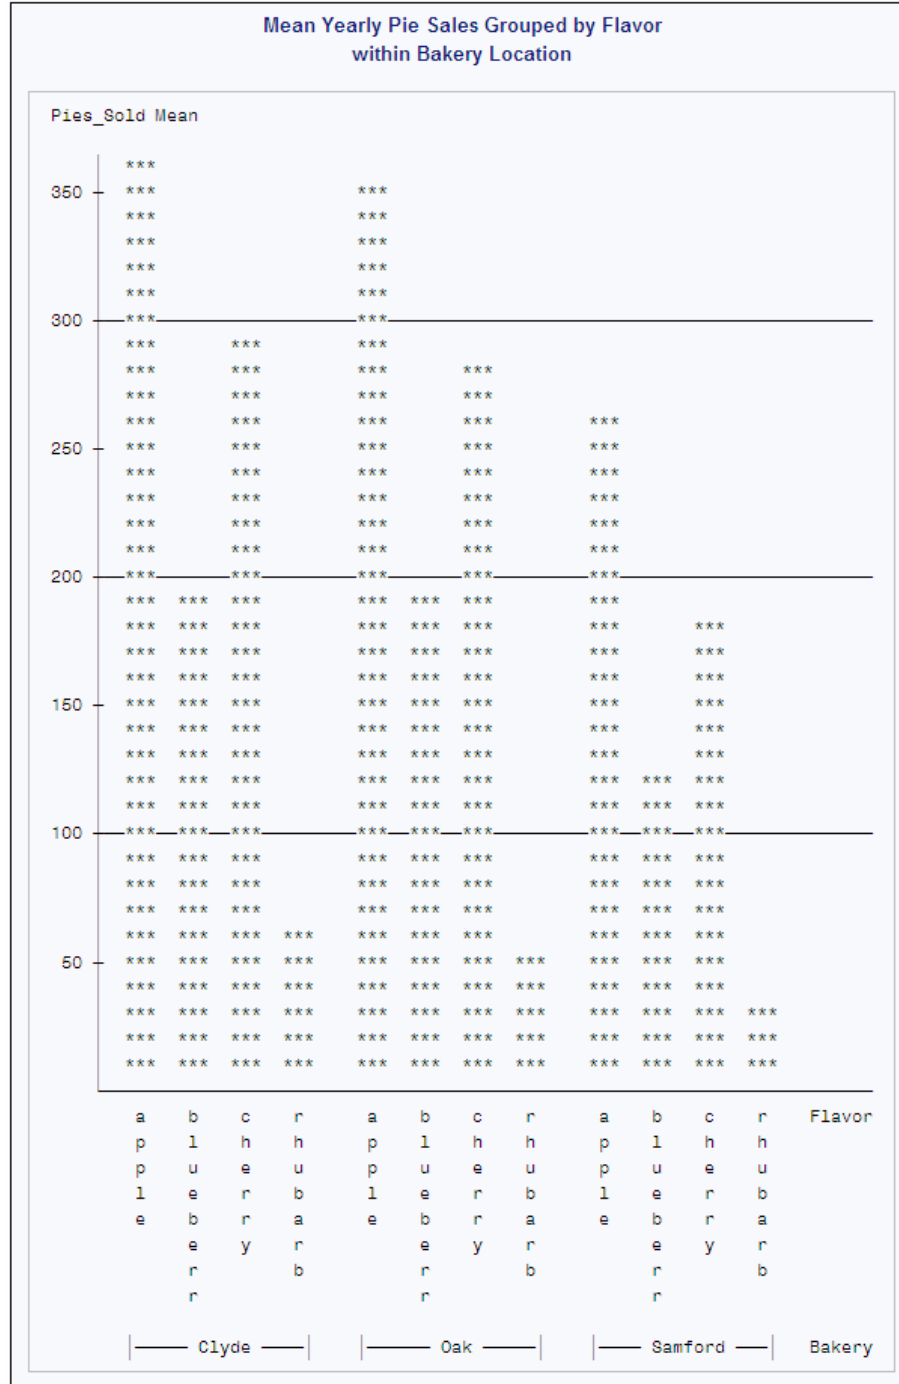 Mean Yearly Pie Sales Grouped by Flavor
within Bakery Location
Pies_Sold Mean
***
350 *** ***
*** ***
*** ***
*** ***
*** ***
300 *** ***
*** *** ***
*** *** *** ***
*** *** *** ***
*** *** *** *** ***
250 *** *** *** *** ***
*** *** *** *** ***
*** *** *** *** ***
*** *** *** *** ***
*** *** *** *** ***
200 *** *** *** *** ***
*** *** *** *** *** *** ***
*** *** *** *** *** *** *** ***
*** *** *** *** *** *** *** ***
*** *** *** *** *** *** *** ***
150 *** *** *** *** *** *** *** ***
*** *** *** *** *** *** *** ***
*** *** *** *** *** *** *** ***
*** *** *** *** *** *** *** *** ***
*** *** *** *** *** *** *** *** ***
100 *** *** *** *** *** *** *** *** ***
*** *** *** *** *** *** *** *** ***
*** *** *** *** *** *** *** *** ***
*** *** *** *** *** *** *** *** ***
*** *** *** *** *** *** *** *** *** ***
50 *** *** *** *** *** *** *** *** *** *** ***
*** *** *** *** *** *** *** *** *** *** ***
*** *** *** *** *** *** *** *** *** *** *** ***
*** *** *** *** *** *** *** *** *** *** *** ***
*** *** *** *** *** *** *** *** *** *** *** ***
apple blueberr cherry rhubarb apple blueberr cherry rhubarb apple blueberr cherry rhubarb Flavor
Clyde Oak Samford Bakery